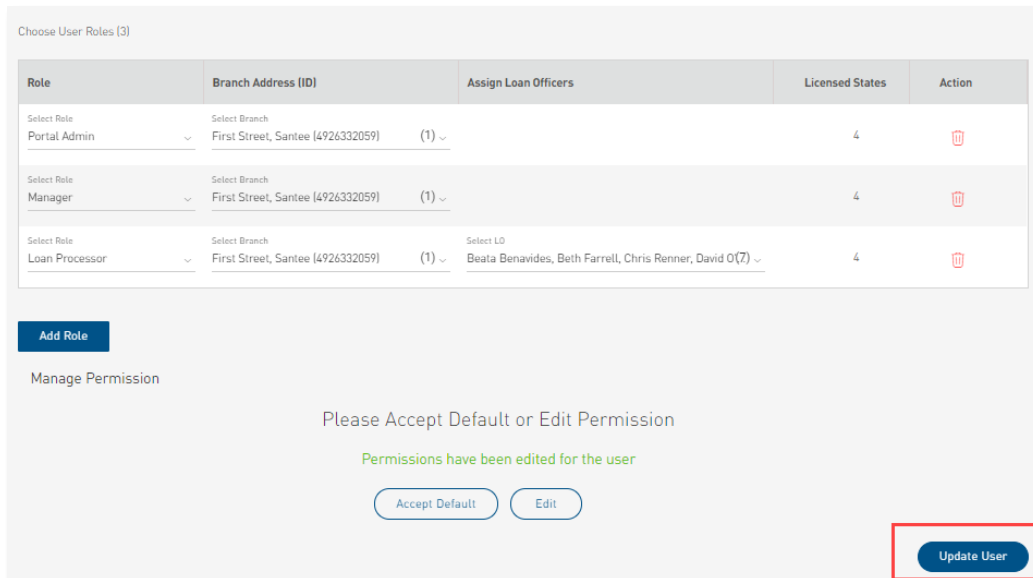 Choose User Roles (3)
Role Branch Address (ID) Assign Loan Officers Licensed States Action
Select Role Select Branch
Portal Admin First Street, Santee (4926332059) (1) 4
Select Role Select Branch
Manager First Street, Santee (4926332059) (1) 4
Select Role Select Branch Select LO
Loan Processor First Street, Santee (4926332059) (1) Beata Benavides, Beth Farrell, Chris Renner, David (7) 4
Add Role
Manage Permission
Please Accept Default or Edit Permission
Permissions have been edited for the user
Accept Default Edit
Update User